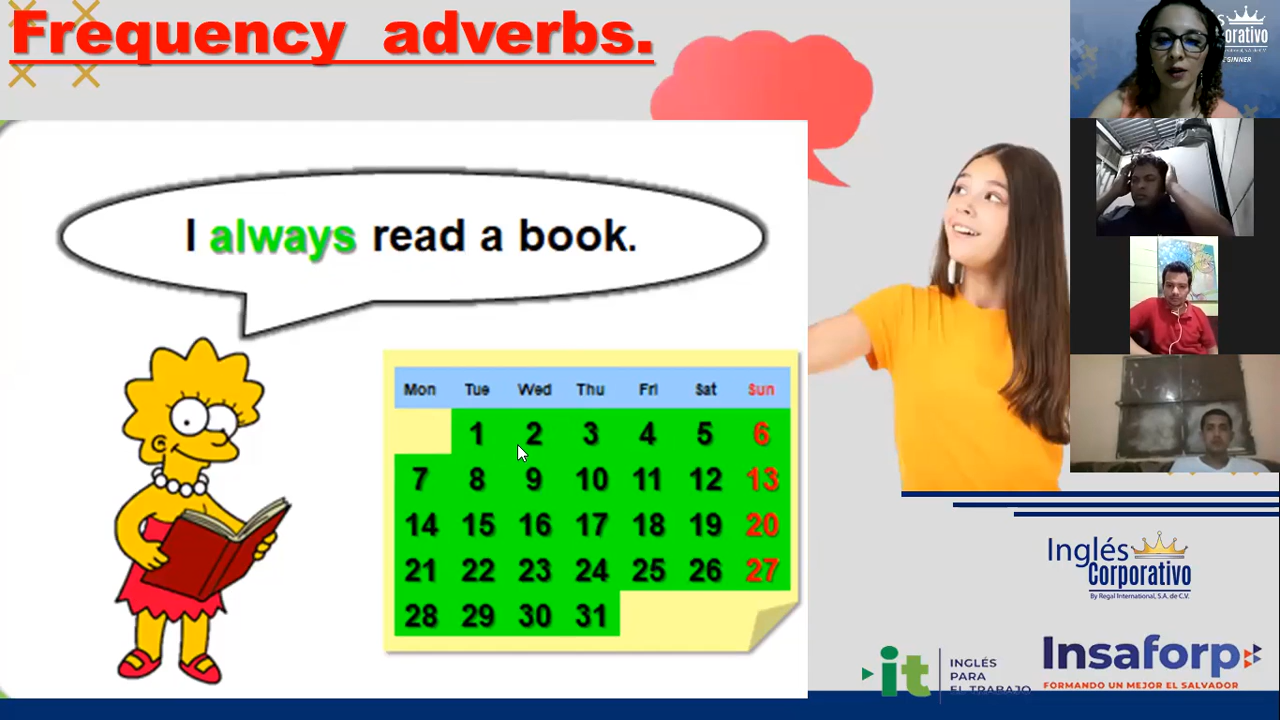 Frequency adverbs.
I always read a book.
Mon Tue Wed Thu Fri Sat Sun
1 2 3 4 5 6
7 8 9 10 11 12 13
14 15 16 17 18 19 20
21 22 23 24 25 26 27
28 29 30 31
Inglés
Corporativo
By Regal International, S.A. de C.V.
it
INGLÉS
PARA
EL TRABAJO
Insaforp
FORMANDO UN MEJOR EL SALVADOR